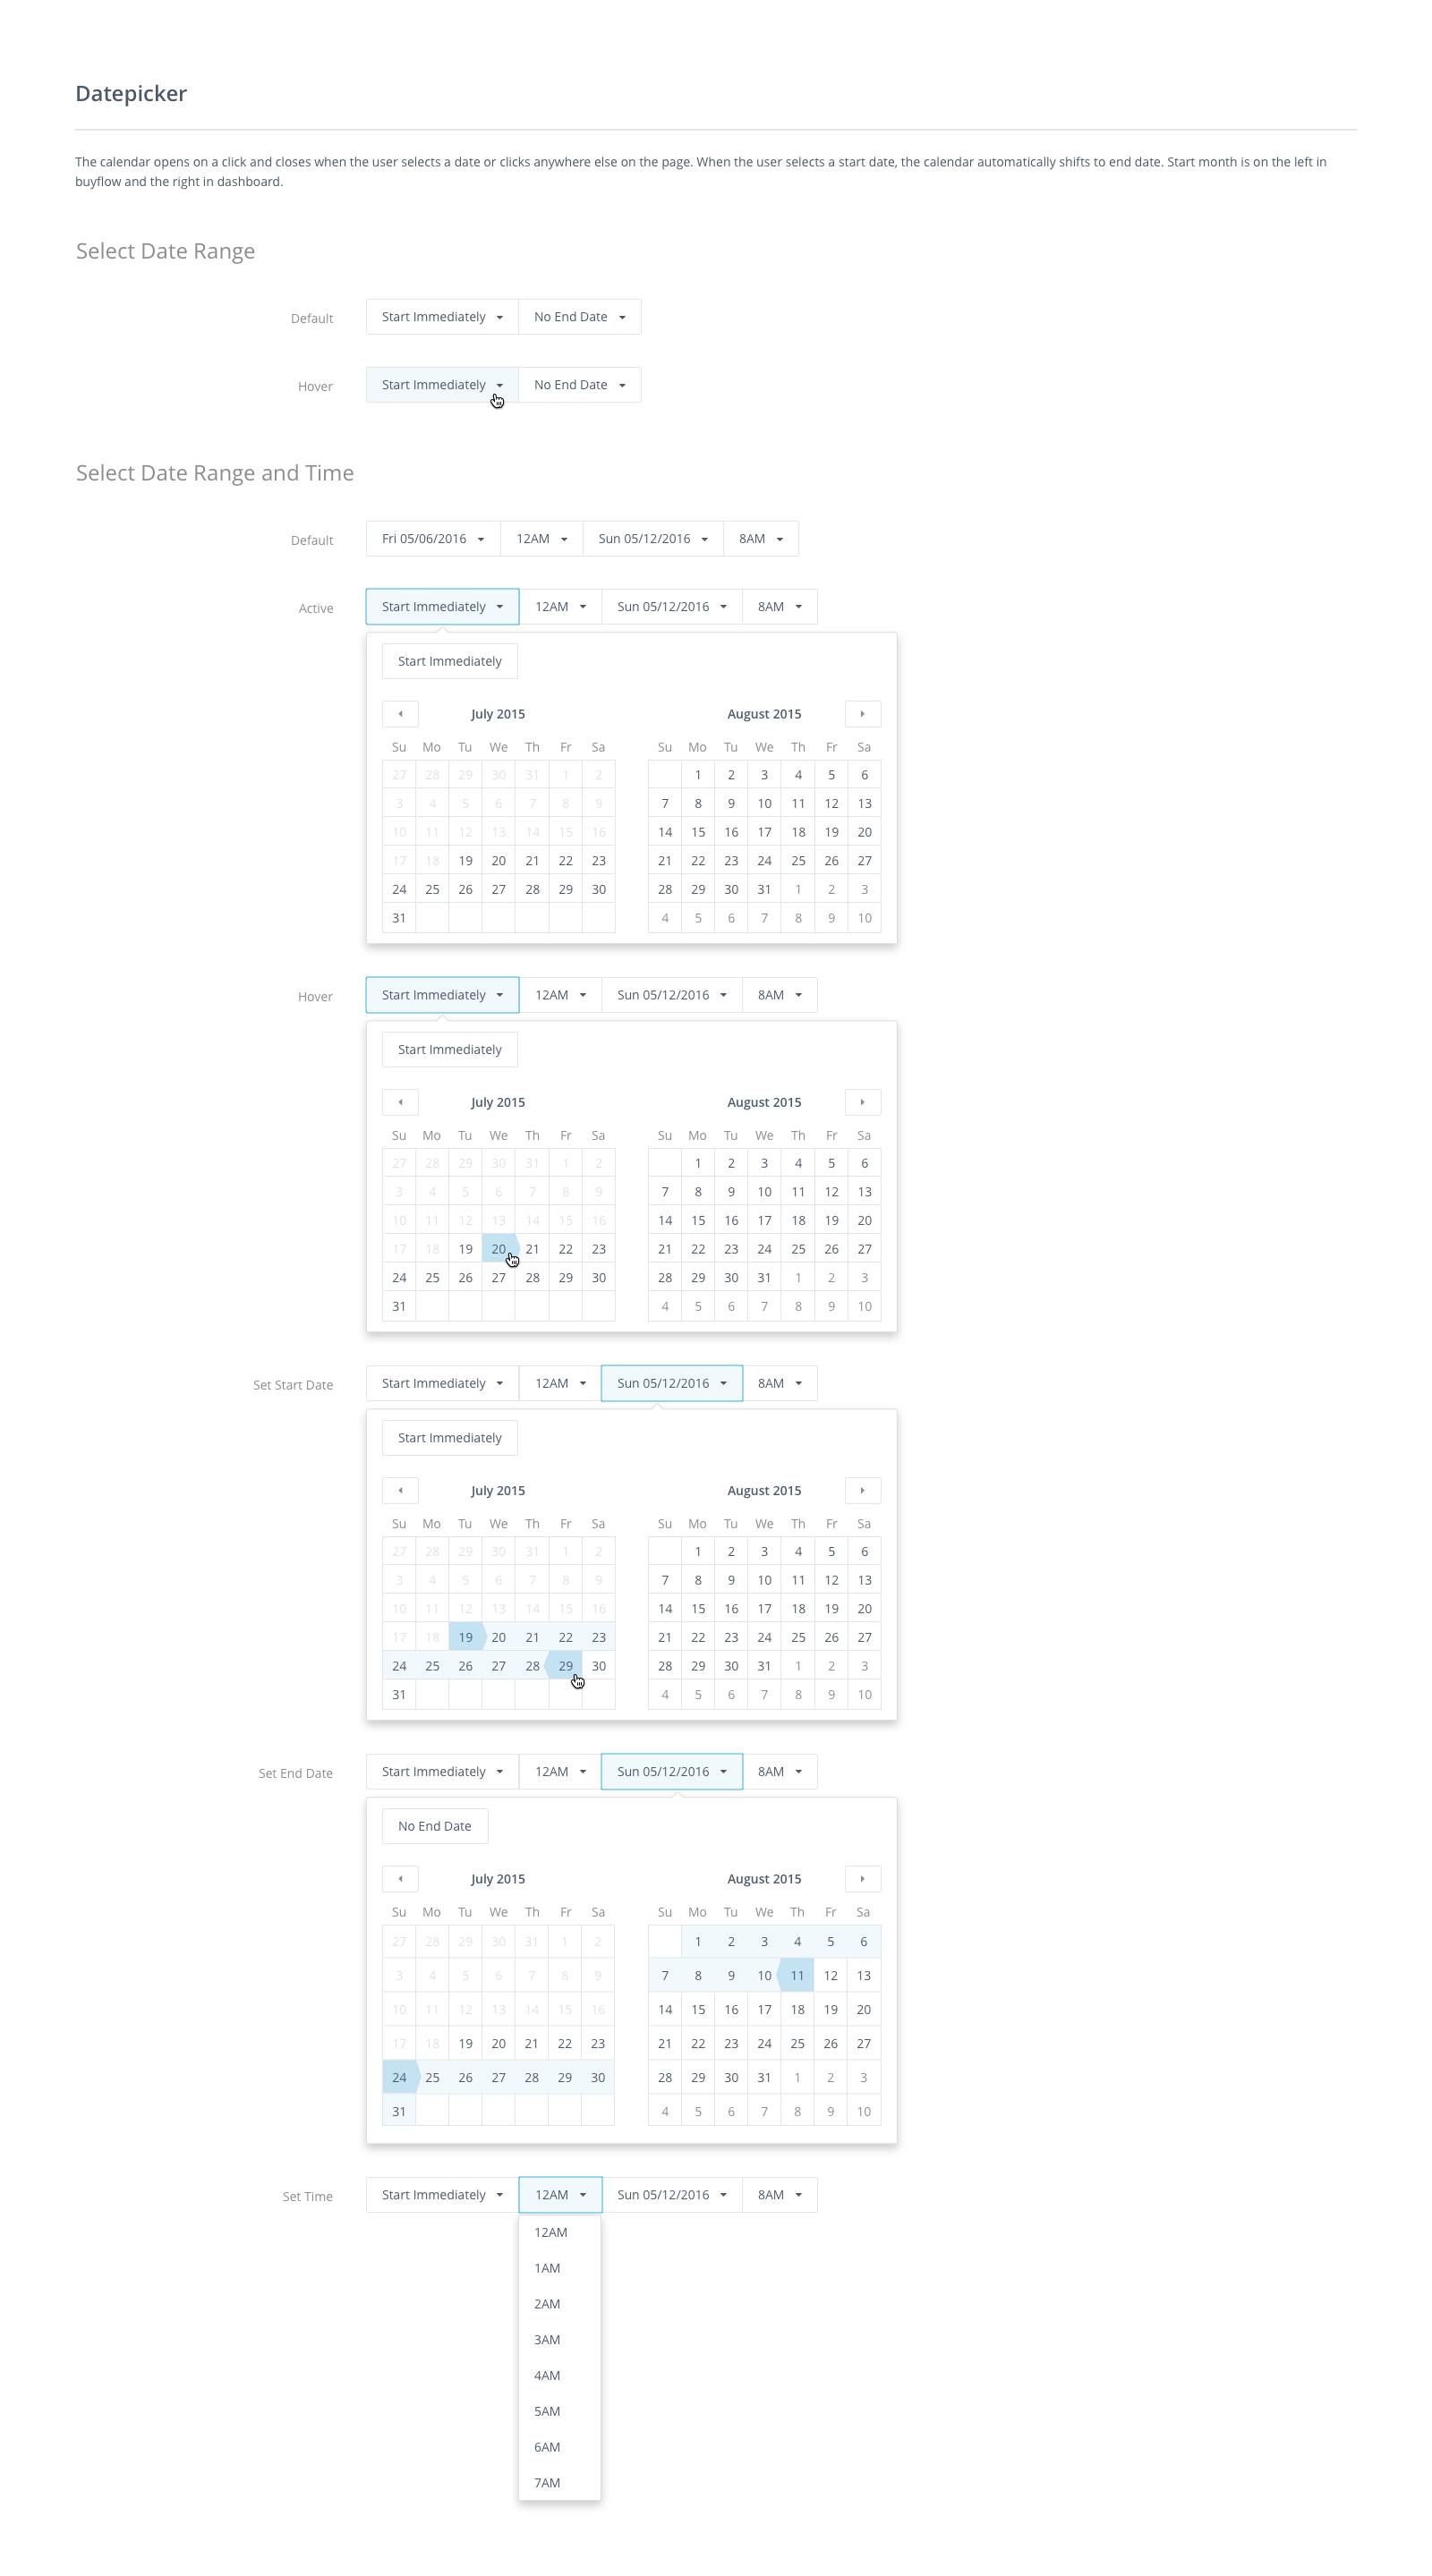 Datepicker
The calendar opens on a click and closes when the user selects a date or clicks anywhere else on the page. When the user selects a start date, the calendar automatically shifts to end date. Start month is on the left in
buyflow and the right in dashboard.
Select Date Range
Default Start Immediately No End Date
Hover Start Immediately No End Date
Select Date Range and Time
Default Fri 05/06/2016 12AM Sun 05/12/2016 8AM
Active Start Immediately 12AM Sun 05/12/2016 8AM
Start Immediately
July 2015 August 2015
Su Mo Tu We Th Fr Sa Su Mo Tu We Th Fr Sa
27 28 29 30 31 1 2 1 2 3 4 5 6
3 4 5 6 7 8 9 7 8 9 10 11 12 13
10 11 12 13 14 15 16 14 15 16 17 18 19 20
17 18 19 20 21 22 23 21 22 23 24 25 26 27
24 25 26 27 28 29 30 28 29 30 31 1 2 3
31 4 5 6 7 8 9 10
Hover Start Immediately 12AM Sun 05/12/2016 8AM
Start Immediately
July 2015 August 2015
Su Mo Tu We Th Fr Sa Su Mo Tu We Th Fr Sa
27 28 29 30 31 1 2 1 2 3 4 5 6
3 4 5 6 7 8 9 7 8 9 10 11 12 13
10 11 12 13 14 15 16 14 15 16 17 18 19 20
17 18 19 20 21 22 23 21 22 23 24 25 26 27
24 25 26 27 28 29 30 28 29 30 31 1 2 3
31 4 5 6 7 8 9 10
Set Start Date Start Immediately 12AM Sun 05/12/2016 8AM
Start Immediately
July 2015 August 2015
Su Mo Tu We Th Fr Sa Su Mo Tu We Th Fr Sa
27 28 29 30 31 1 2 1 2 3 4 5 6
3 4 5 6 7 8 9 7 8 9 10 11 12 13
10 11 12 13 14 15 16 14 15 16 17 18 19 20
17 18 19 20 21 22 23 21 22 23 24 25 26 27
24 25 26 27 28 29 30 28 29 30 31 1 2 3
31 4 5 6 7 8 9 10
Set End Date Start Immediately 12AM Sun 05/12/2016 8AM
No End Date
July 2015 August 2015
Su Mo Tu We Th Fr Sa Su Mo Tu We Th Fr Sa
27 28 29 30 31 1 2 1 2 3 4 5 6
3 4 5 6 7 8 9 7 8 9 10 11 12 13
10 11 12 13 14 15 16 14 15 16 17 18 19 20
17 18 19 20 21 22 23 21 22 23 24 25 26 27
24 25 26 27 28 29 30 28 29 30 31 1 2 3
31 4 5 6 7 8 9 10
Set Time Start Immediately 12AM Sun 05/12/2016 8AM
12AM
1AM
2AM
3AM
4AM
5AM
6AM
7AM